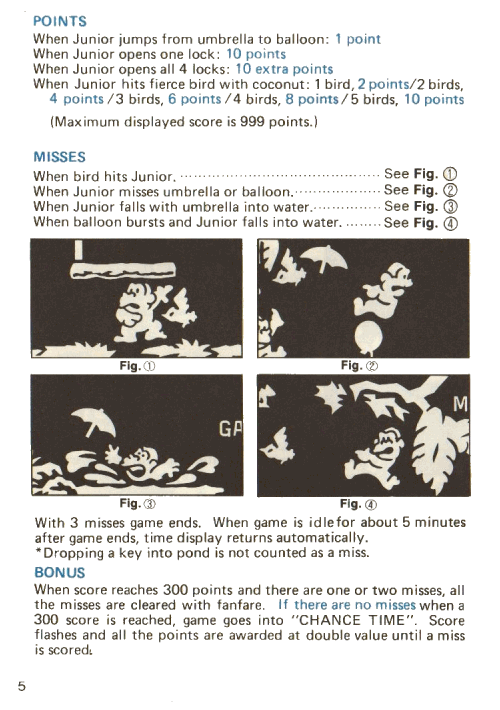 POINTS
When Junior jumps from umbrella to balloon: 1 point
When Junior opens one lock: 10 points
When Junior opens all 4 locks: 10 extra points
When Junior hits fierce bird with coconut: 1 bird, 2 points/2 birds,
4 points /3 birds, 6 points /4 birds, 8 points /5 birds, 10 points
(Maximum displayed score is 999 points.)
MISSES
When bird hits Junior. ........................................ See Fig. ①
When Junior misses umbrella or balloon. ................... See Fig. ②
When Junior falls with umbrella into water. ............... See Fig. ③
When balloon bursts and Junior falls into water. ........ See Fig. ④
Fig. ①
Fig. ②
GA
M
Fig. ③
Fig. ④
With 3 misses game ends. When game is idle for about 5 minutes
after game ends, time display returns automatically.
*Dropping a key into pond is not counted as a miss.
BONUS
When score reaches 300 points and there are one or two misses, all
the misses are cleared with fanfare. If there are no misses when a
300 score is reached, game goes into "CHANCE TIME". Score
flashes and all the points are awarded at double value until a miss
is scored.
5